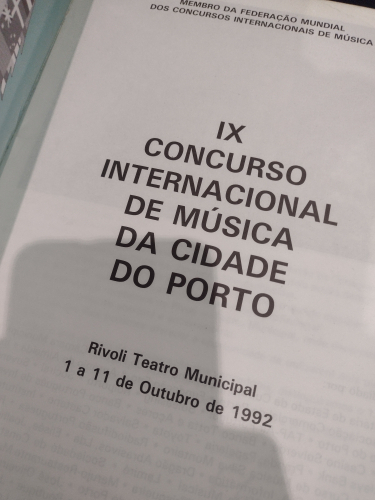 MEMBRO DA FEDERAÇÃO MUNDIAL
DOS CONCURSOS INTERNACIONAIS DE MÚSICA
IX
CONCURSO
INTERNACIONAL
DE MÚSICA
DA CIDADE
DO PORTO
Rivoli Teatro Municipal
1 a 11 de Outubro de 1992